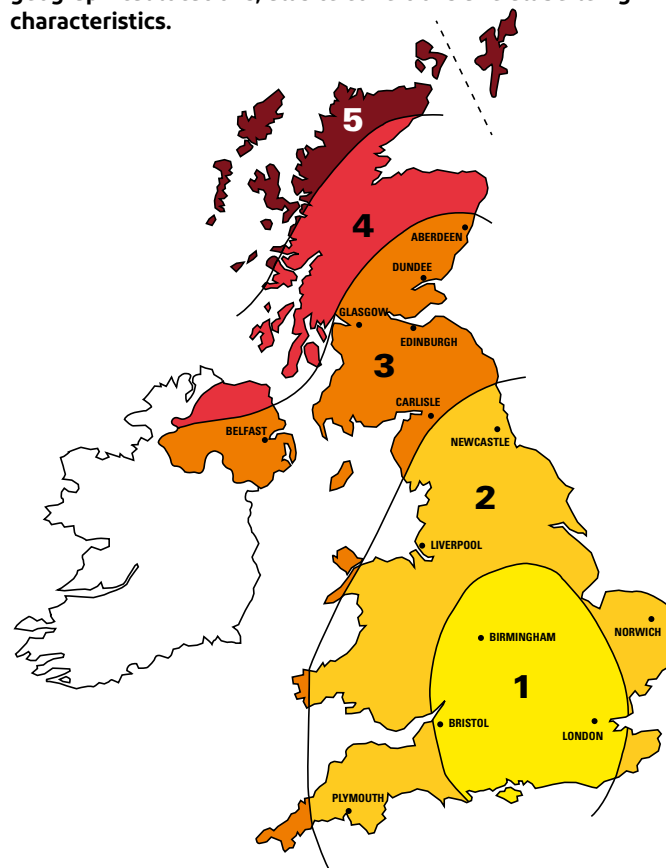 characteristics.
5
4
ABERDEEN
DUNDEE
GLASGOW
EDINBURGH
3
CARLISLE
BELFAST
NEWCASTLE
2
LIVERPOOL
NORWICH
BIRMINGHAM
1
BRISTOL
LONDON
PLYMOUTH